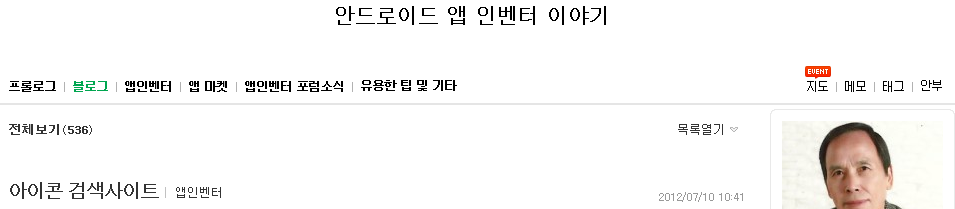 안드로이드 앱 인벤터 이야기
EVENT
프롤로그 | 블로그 | 앱인벤터 | 앱 마켓 | 앱인벤터 포럼소식 | 유용한 팁 및 기타 지도 | 메모 | 태그 | 안부
전체보기 (536) 목록열기
아이콘 검색사이트 | 앱인벤터 2012/07/10 10:41